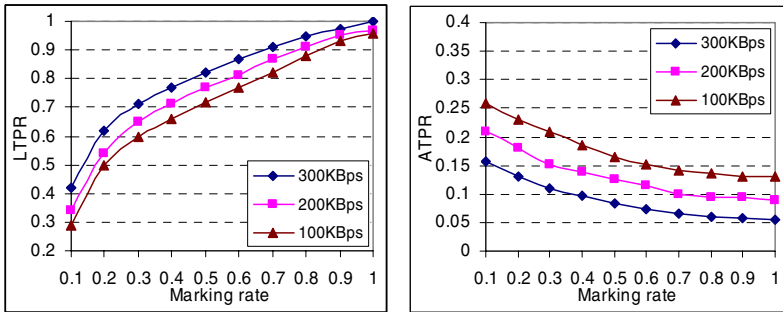 1
0.9
0.8
0.7
0.6
0.5
0.4
0.3
0.2
LTPR
300KBps
200KBps
100KBps
0.1 0.2 0.3 0.4 0.5 0.6 0.7 0.8 0.9 1
Marking rate
0.4
0.35
0.3
0.25
0.2
0.15
0.1
0.05
0
ATPR
300KBps
200KBps
100KBps
0.1 0.2 0.3 0.4 0.5 0.6 0.7 0.8 0.9 1
Marking rate